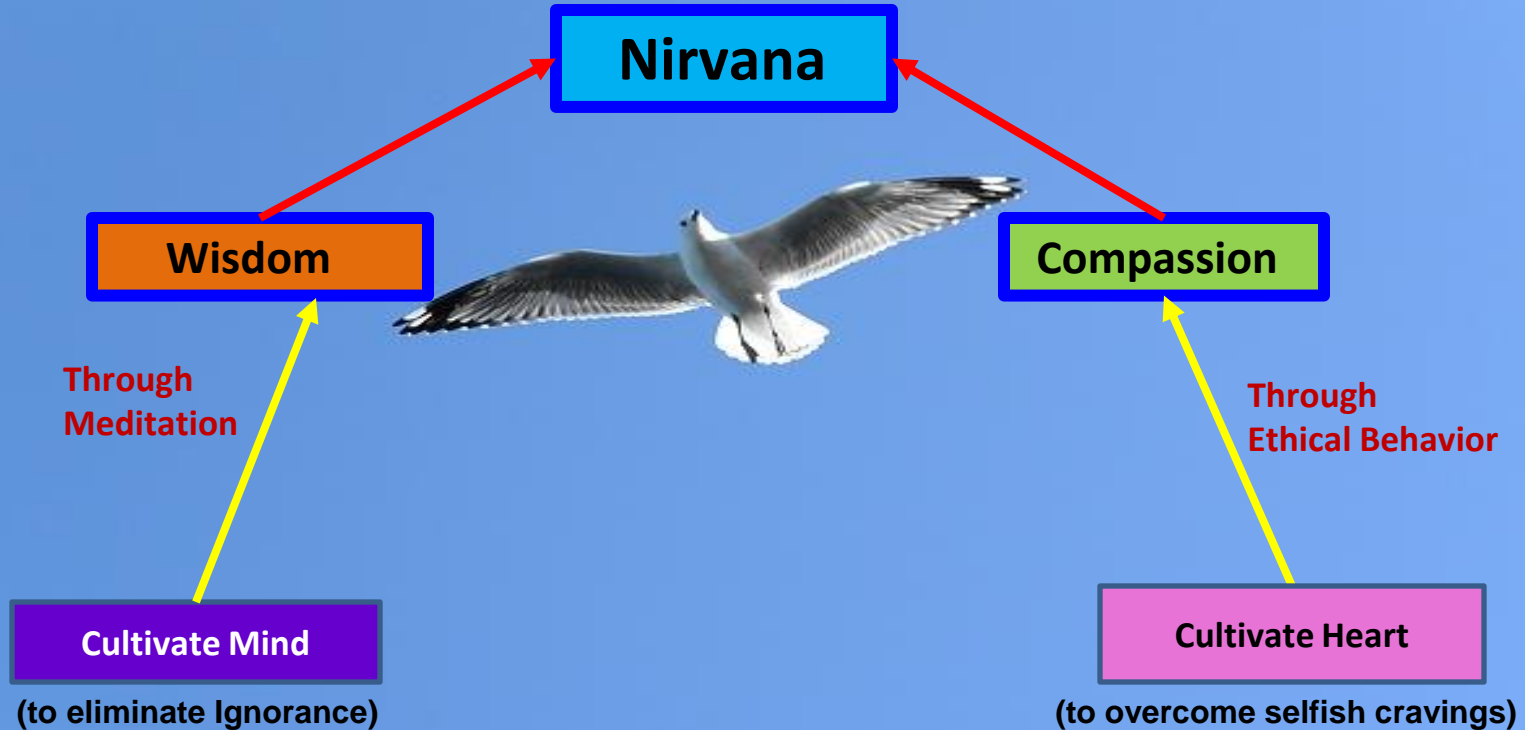 Nirvana
Wisdom
Compassion
Through
Meditation
Through
Ethical Behavior
Cultivate Mind
Cultivate Heart
(to eliminate Ignorance)
(to overcome selfish cravings)